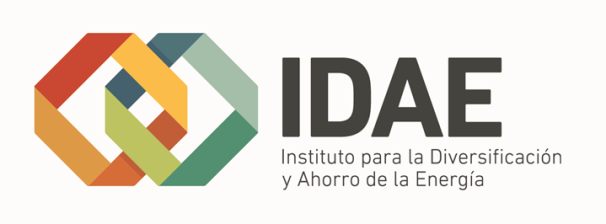 IDAE
Instituto para la Diversificación
y Ahorro de la Energía